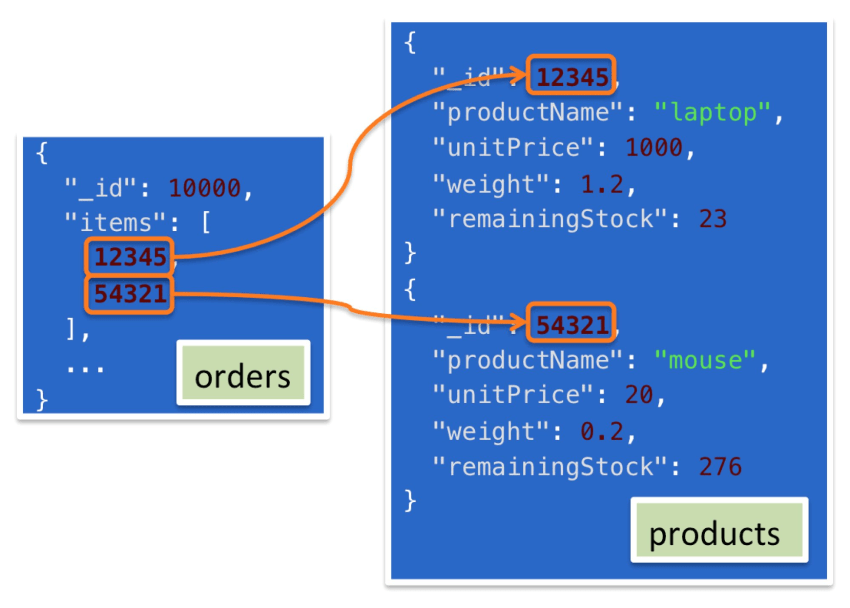 {
"_id": 10000,
"items": [
12345,
54321
],
...
}
orders
{
"_id": 12345,
"productName": "laptop",
"unitPrice": 1000,
"weight": 1.2,
"remainingStock": 23
}
{
"_id": 54321,
"productName": "mouse",
"unitPrice": 20,
"weight": 0.2,
"remainingStock": 276
}
products